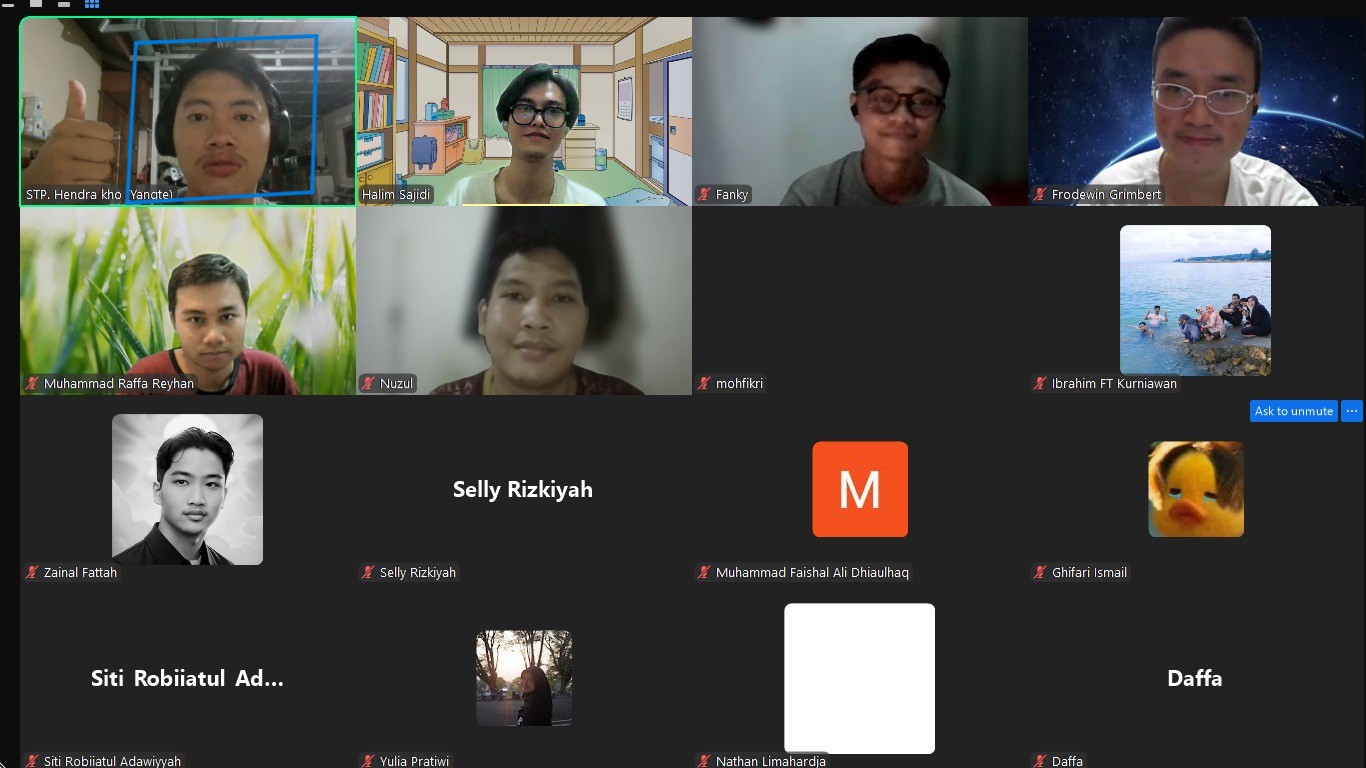 STP. Hendra kho (Yangte)
Halim Sajidi
Fanky
Frodewin Grimbert
Muhammad Raffa Reyhan
Nuzul
mohfikri
Ibrahim FT Kurniawan
Ask to unmute
Zainal Fattah
Selly Rizkiyah
Selly Rizkiyah
M
Muhammad Faishal Ali Dhiaulhaq
Ghifari Ismail
Siti Robiiatul Ad...
Siti Robiiatul Adawiyyah
Yulia Pratiwi
Nathan Limahardja
Daffa
Daffa